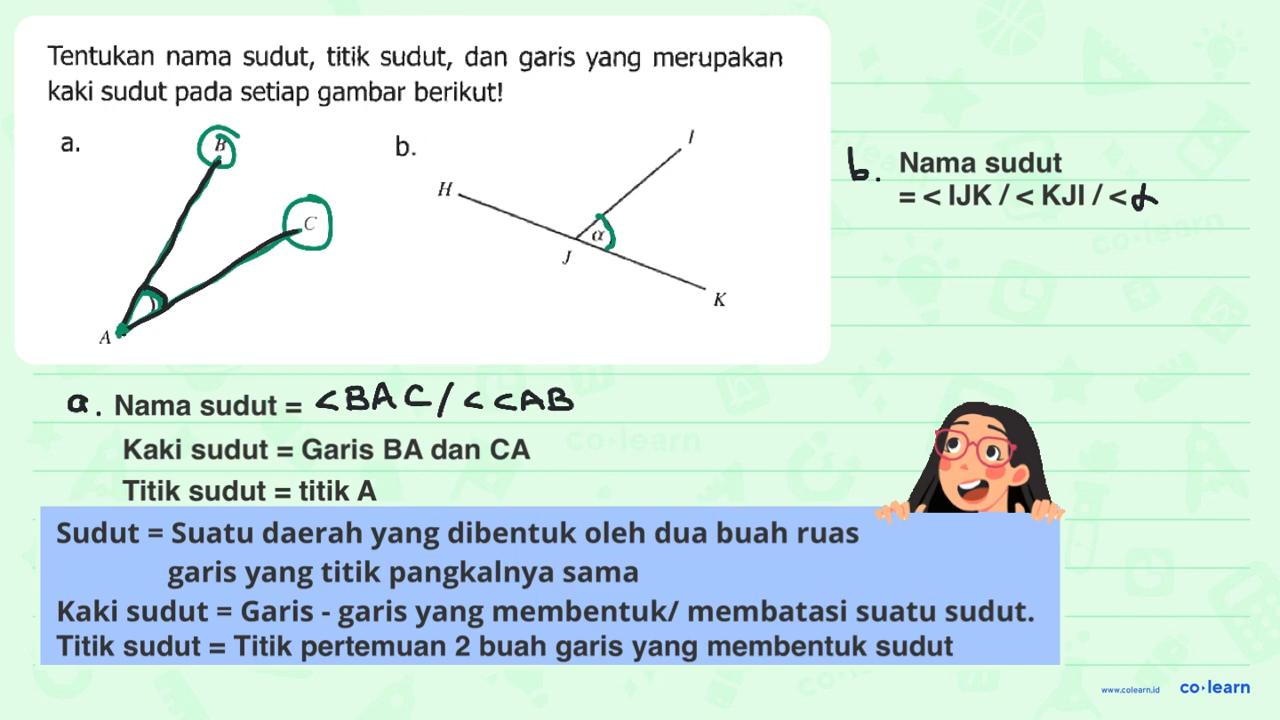 Tentukan nama sudut, titik sudut, dan garis yang merupakan
kaki sudut pada setiap gambar berikut!
a.
B
C
A
b.
H
I
α
J
K
b. Nama sudut
= < IJK / < KJI / < α
a. Nama sudut = <BAC / < <AB
Kaki sudut = Garis BA dan CA
Titik sudut = titik A
Sudut = Suatu daerah yang dibentuk oleh dua buah ruas
garis yang titik pangkalnya sama
Kaki sudut = Garis - garis yang membentuk/ membatasi suatu sudut.
Titik sudut = Titik pertemuan 2 buah garis yang membentuk sudut
www.colearn.id
co·learn